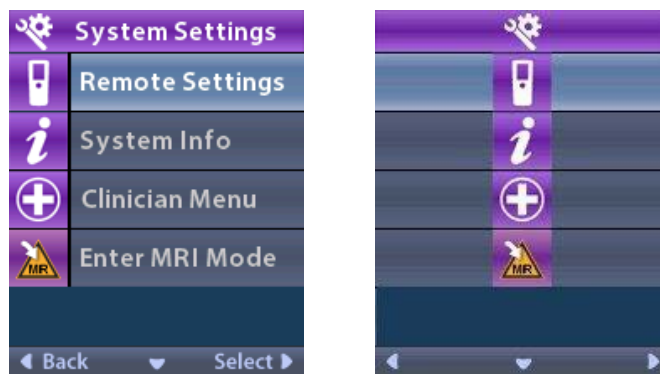 System Settings
Remote Settings
i
System Info
Clinician Menu
MR
Enter MRI Mode
Back
Select
i
MR